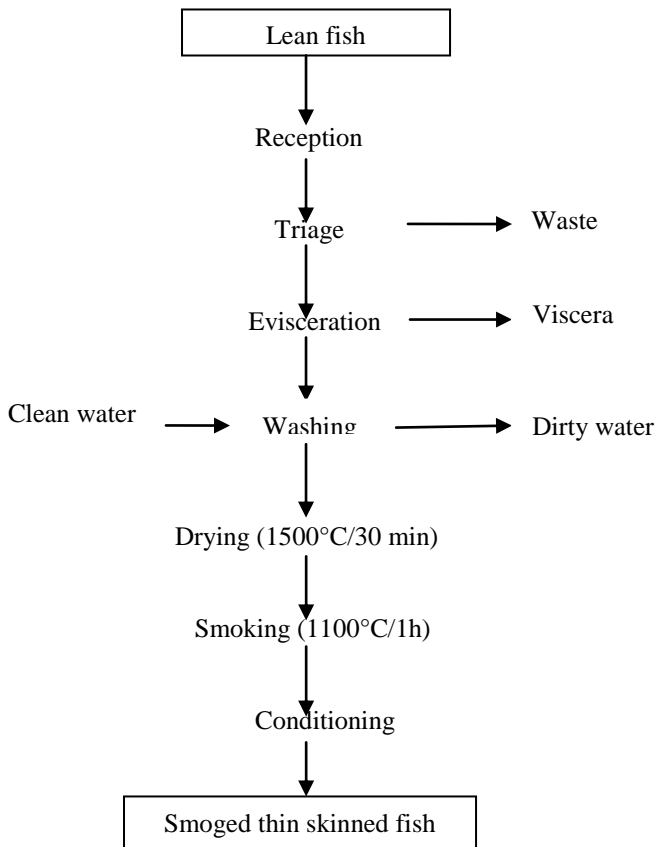 Lean fish
Reception
Triage
Waste
Evisceration
Viscera
Clean water
Washing
Dirty water
Drying (1500°C/30 min)
Smoking (1100°C/1h)
Conditioning
Smoged thin skinned fish